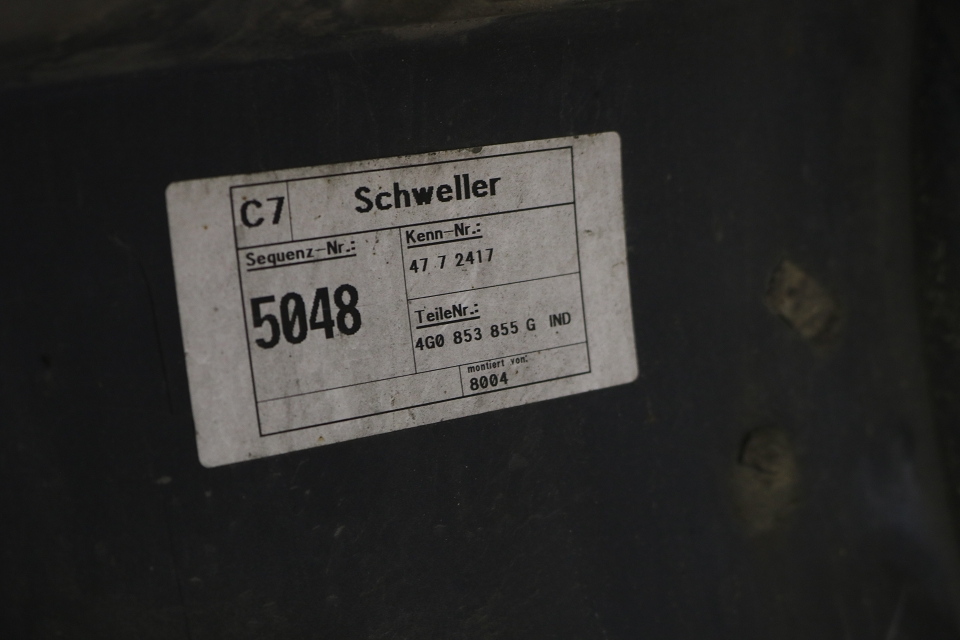 C7 Schweller
Sequenz-Nr.:
5048
Kenn-Nr.:
47 7 2417
TeileNr.:
4G0 853 855 G IND
montiert von:
8004